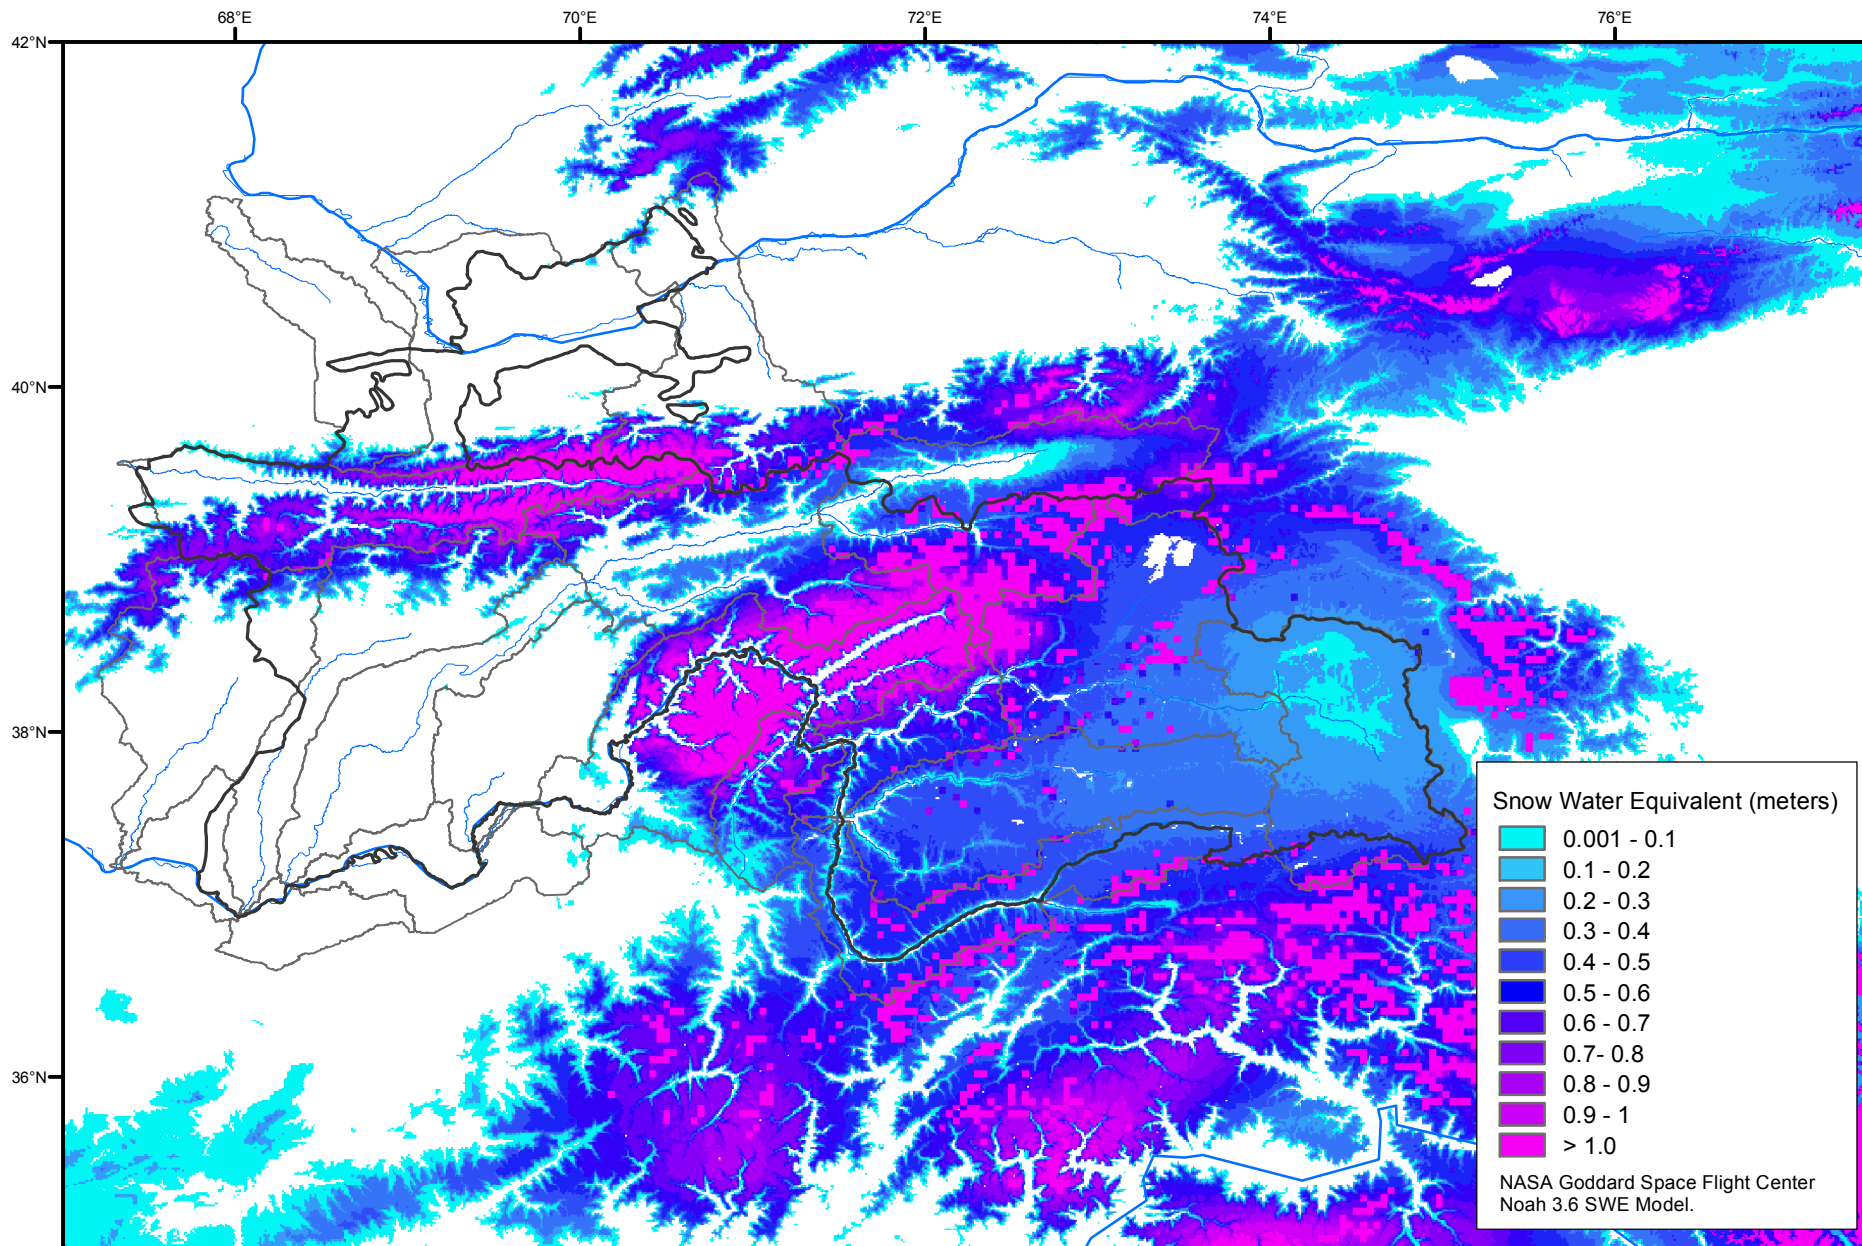 68°E
70°E
72°E
74°E
76°E
42°N
40°N
38°N
36°N
Snow Water Equivalent (meters)
0.001 - 0.1
0.1 - 0.2
0.2 - 0.3
0.3 - 0.4
0.4 - 0.5
0.5 - 0.6
0.6 - 0.7
0.7- 0.8
0.8 - 0.9
0.9 - 1
> 1.0
NASA Goddard Space Flight Center
Noah 3.6 SWE Model.